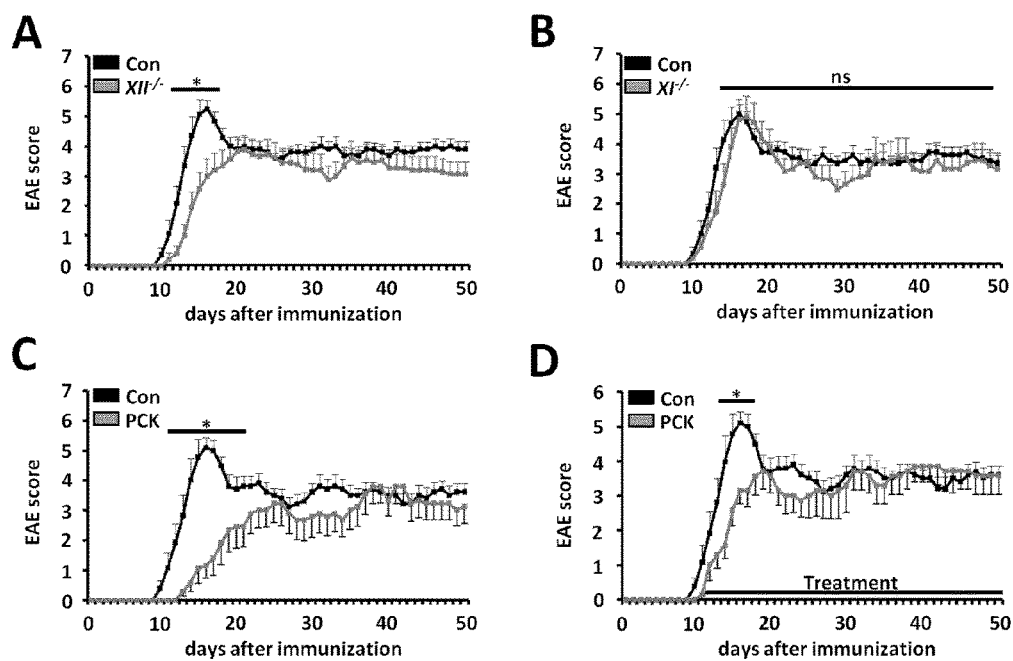 A
7
6
5
4
3
2
1
0
EAE score
Con
XII-/-
*
0 10 20 30 40 50
days after immunization
B
7
6
5
4
3
2
1
0
EAE score
Con
XI-/-
ns
0 10 20 30 40 50
days after immunization
C
7
6
5
4
3
2
1
0
EAE score
Con
PCK
*
0 10 20 30 40 50
days after immunization
D
6
5
4
3
2
1
0
EAE score
Con
PCK
*
Treatment
0 10 20 30 40 50
days after immunization